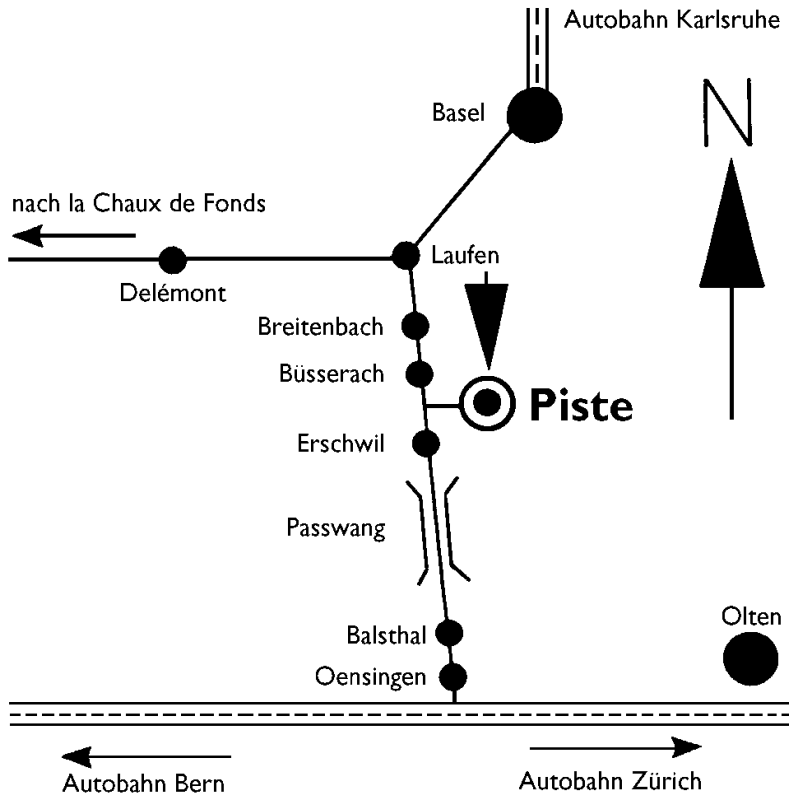 Autobahn Karlsruhe
Basel
N
nach la Chaux de Fonds
Laufen
Delémont
Breitenbach
Büsserach
Piste
Erschwil
Passwang
Olten
Balsthal
Oensingen
Autobahn Bern
Autobahn Zürich